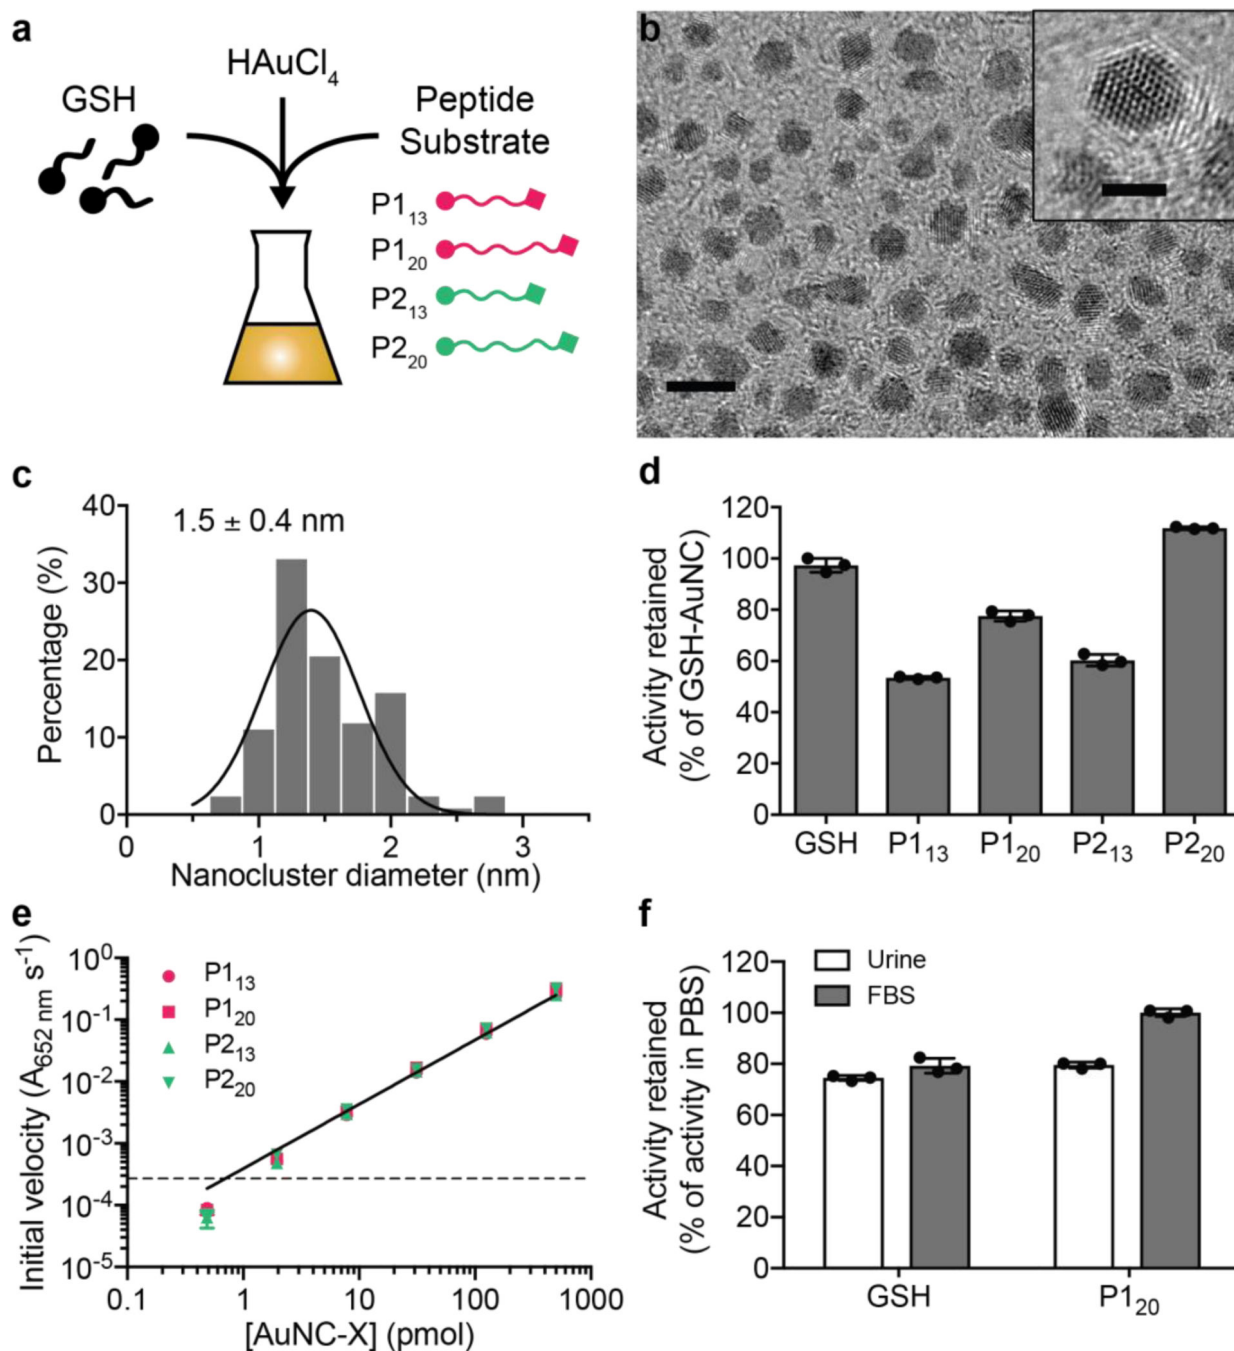 a
GSH
HAuCl4
Peptide
Substrate
P113
P120
P213
P220
b
c
1.5 ± 0.4 nm
Percentage (%)
40
30
20
10
0
0 1 2 3
Nanocluster diameter (nm)
d
Activity retained
(% of GSH-AuNC)
120
100
80
60
40
20
0
GSH P113 P120 P213 P220
e
Initial velocity (A652 nm s-1)
100
10-1
10-2
10-3
10-4
10-5
P113
P120
P213
P220
0.1 1 10 100 1000
[AuNC-X] (pmol)
f
Activity retained
(% of activity in PBS)
120
100
80
60
40
20
0
Urine
FBS
GSH P120